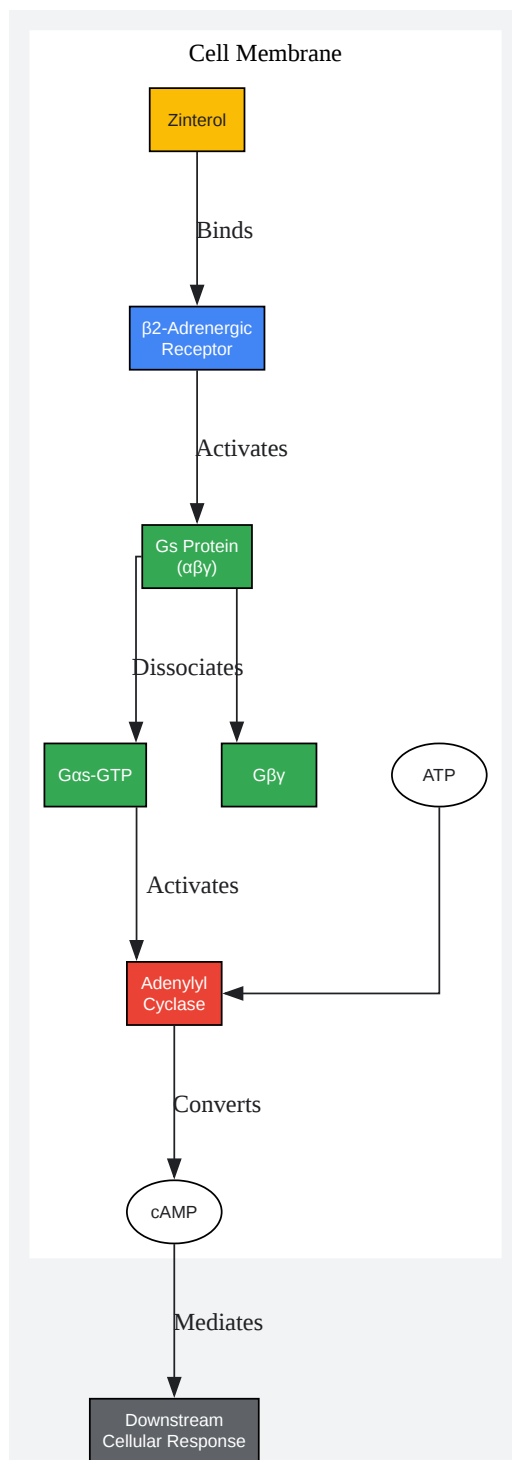 Cell Membrane
Zinterol
Binds
β2-Adrenergic
Receptor
Activates
Gs Protein
(αβγ)
Dissociates
Gαs-GTP
Gβγ
ATP
Activates
Adenylyl
Cyclase
Converts
cAMP
Mediates
Downstream
Cellular Response